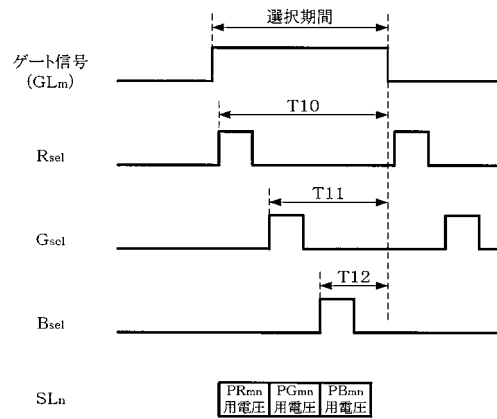 選択期間
ゲート信号
(GLm)
T10
Rsel
T11
Gsel
T12
Bsel
SLn
PRmn
用電圧
PGmn
用電圧
PBmn
用電圧